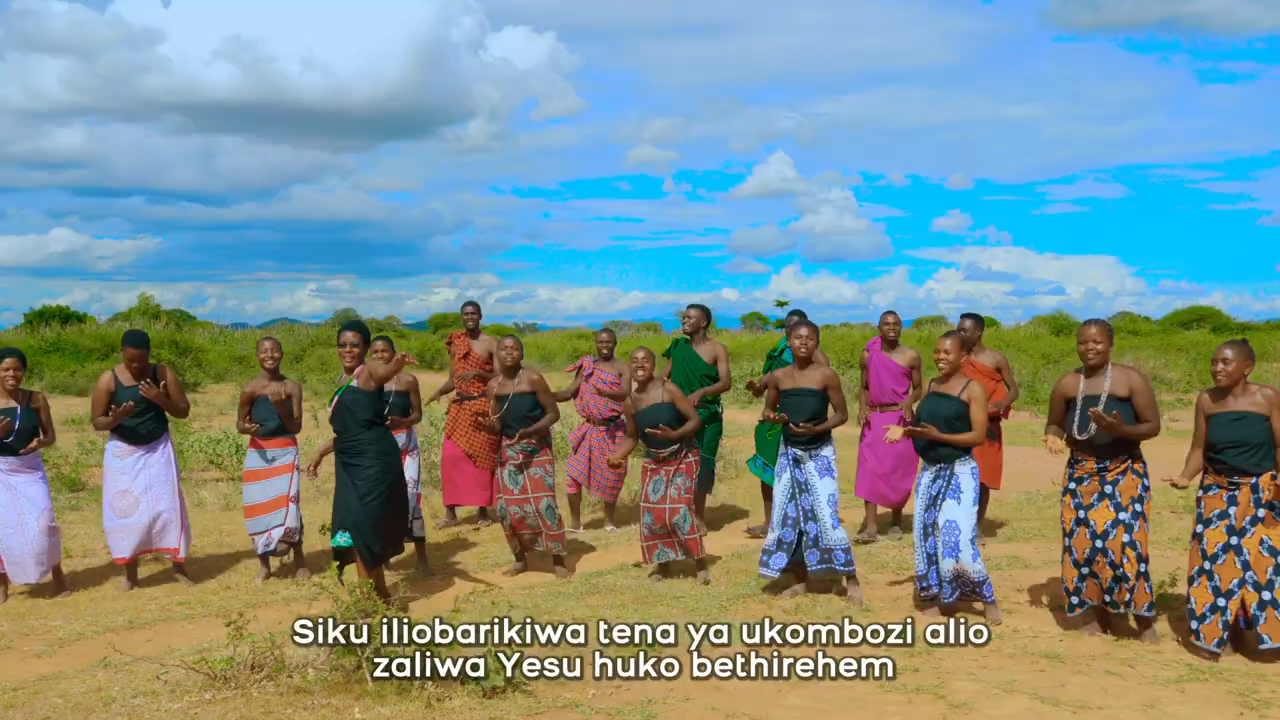 Siku iliobarikiwa tena ya ukombozi alio
zaliwa Yesu huko bethirehem